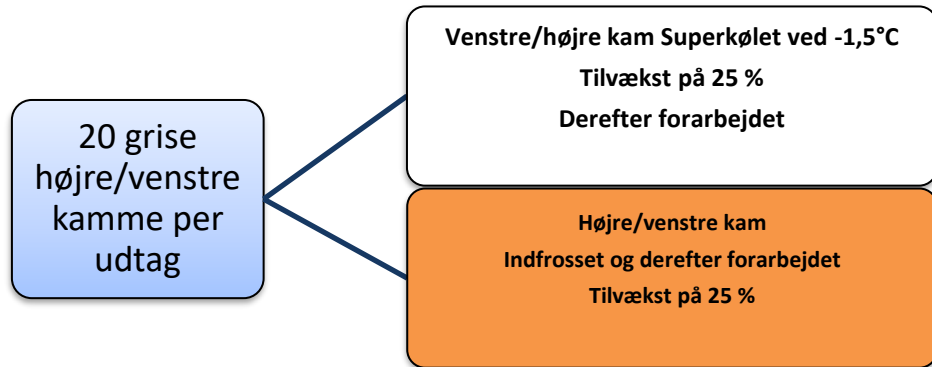 20 grise
højre/venstre
kamme per
udtag
Venstre/højre kam Superkølet ved -1,5°C
Tilvækst på 25 %
Derefter forarbejdet
Højre/venstre kam
Indfrosset og derefter forarbejdet
Tilvækst på 25 %